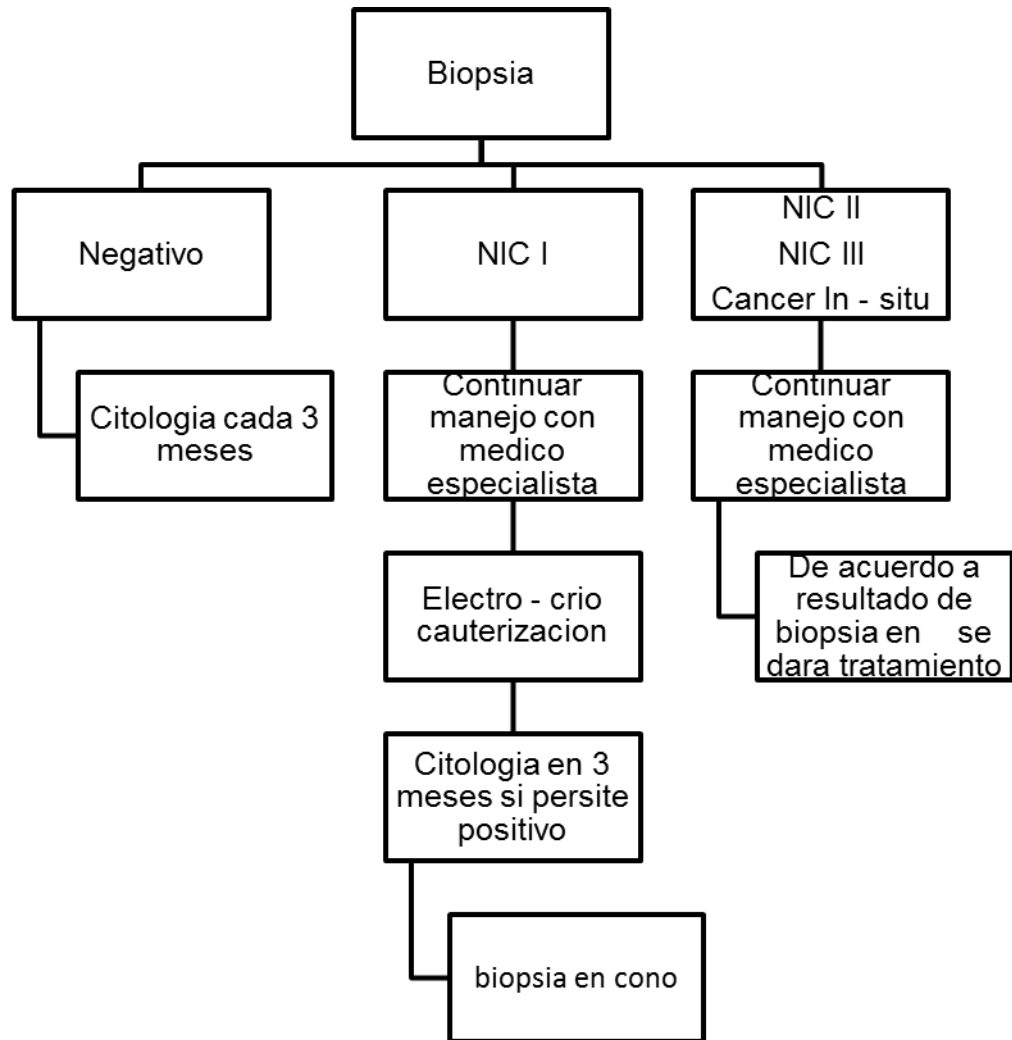 Biopsia
Negativo
NIC I
NIC II
NIC III
Cancer In - situ
Citologia cada 3
meses
Continuar
manejo con
medico
especialista
Continuar
manejo con
medico
especialista
Electro - crio
cauterizacion
De acuerdo a
resultado de
biopsia en se
dara tratamiento
Citologia en 3
meses si persite
positivo
biopsia en cono